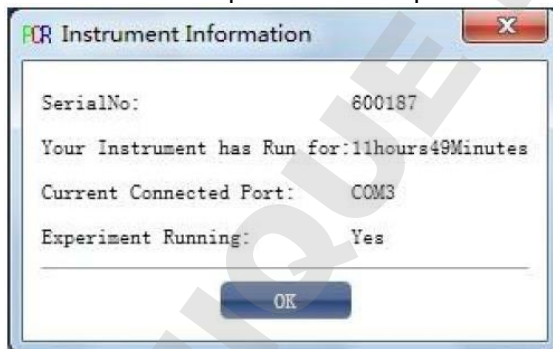 PCR Instrument Information
SerialNo: 600187
Your Instrument has Run for:11hours49Minutes
Current Connected Port: COM3
Experiment Running: Yes
OK